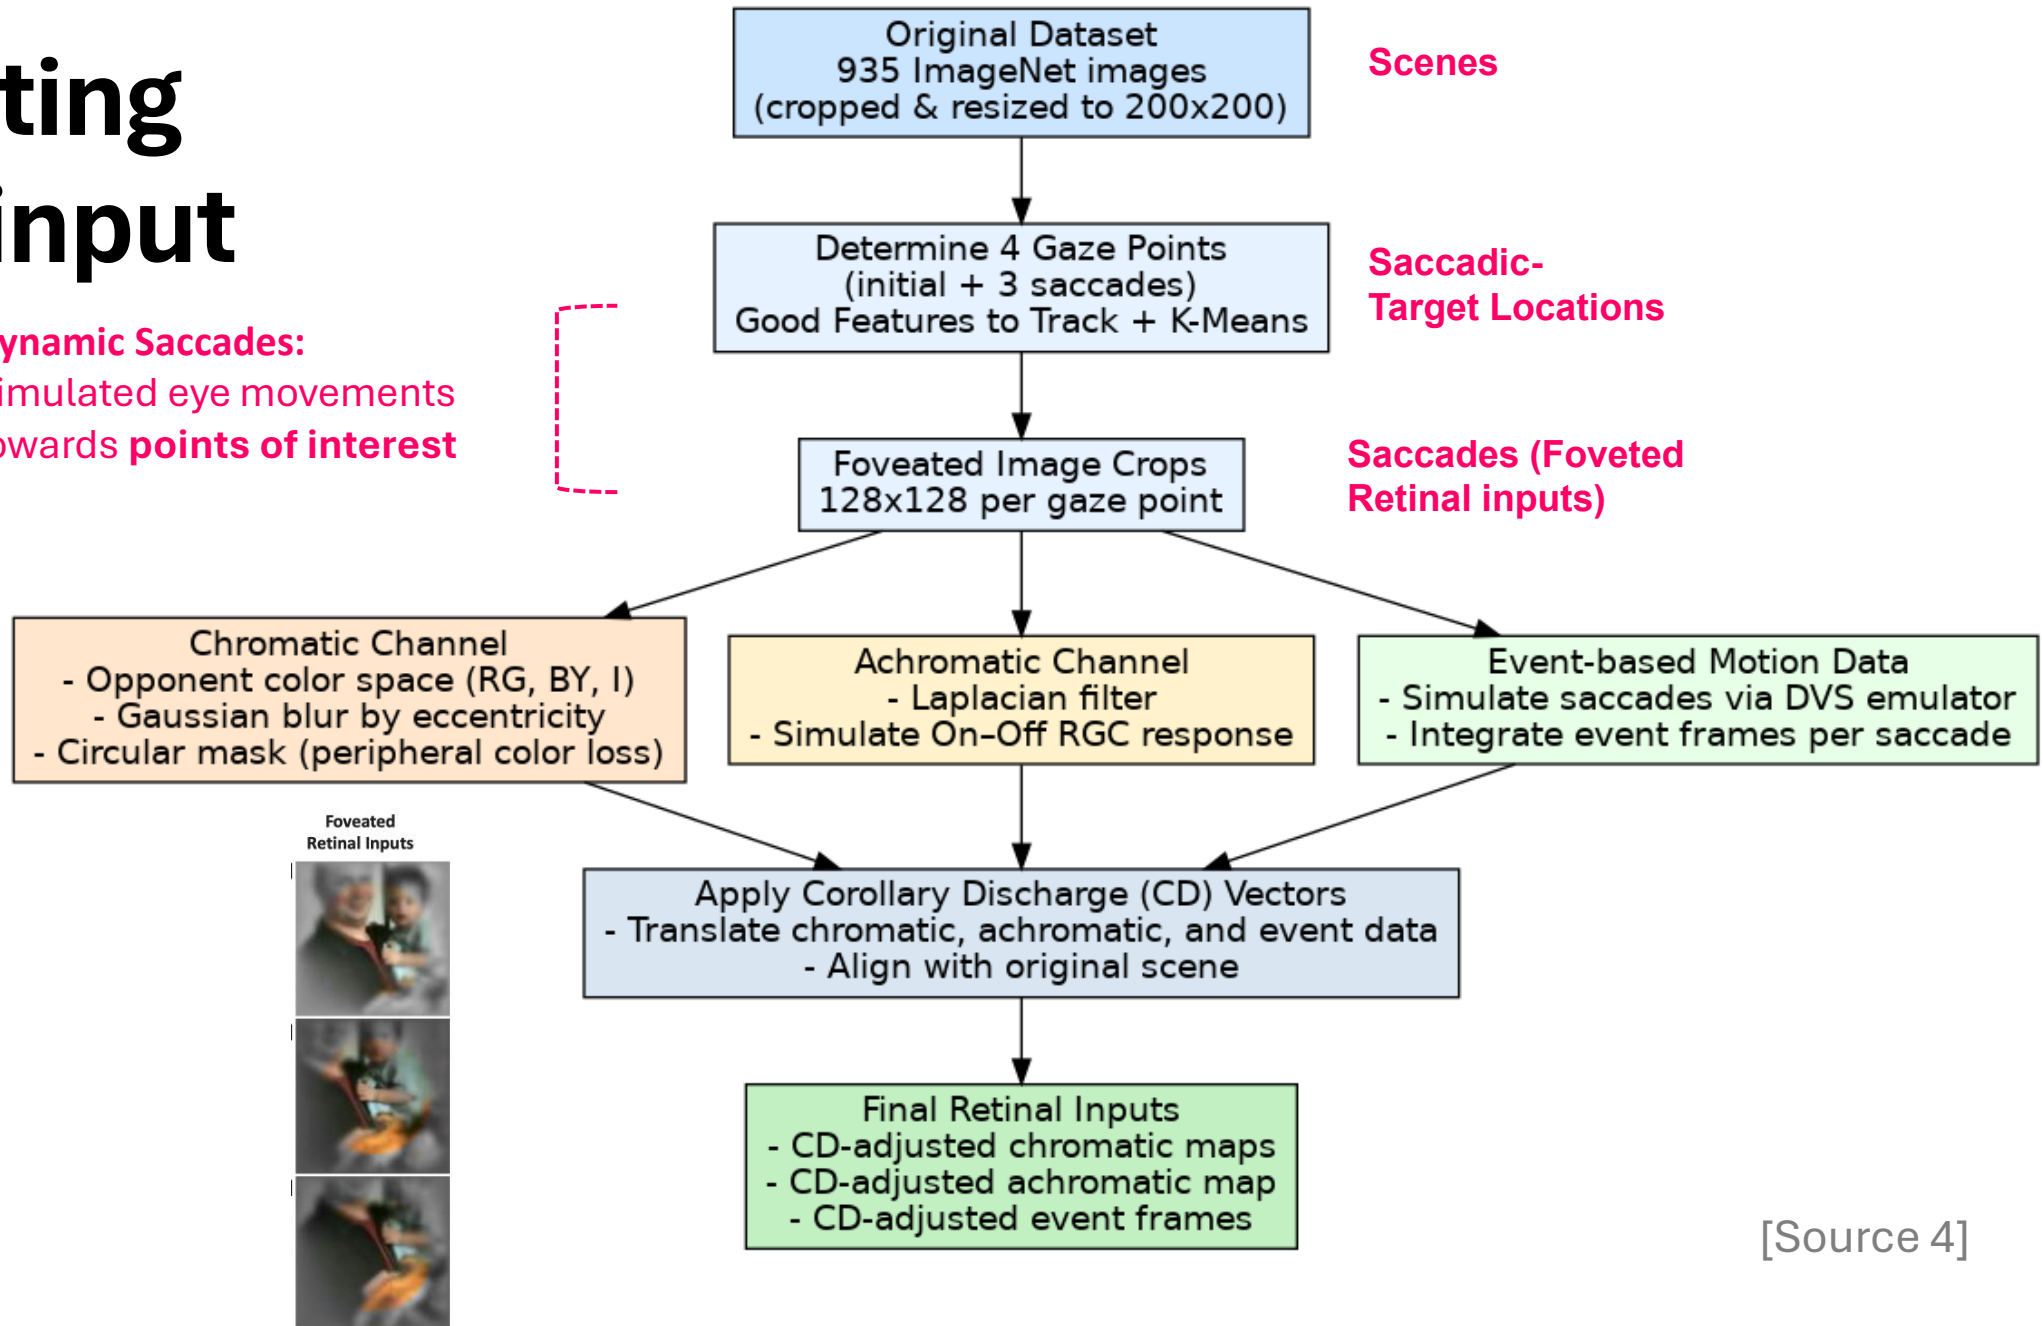 ting
input
ynamic Saccades:
imulated eye movements
owards points of interest
Original Dataset
935 ImageNet images
(cropped & resized to 200x200)
Scenes
Determine 4 Gaze Points
(initial + 3 saccades)
Good Features to Track + K-Means
Saccadic-
Target Locations
Foveated Image Crops
128x128 per gaze point
Saccades (Foveted
Retinal inputs)
Chromatic Channel
- Opponent color space (RG, BY, I)
- Gaussian blur by eccentricity
- Circular mask (peripheral color loss)
Achromatic Channel
- Laplacian filter
- Simulate On–Off RGC response
Event-based Motion Data
- Simulate saccades via DVS emulator
- Integrate event frames per saccade
Foveated
Retinal Inputs
Apply Corollary Discharge (CD) Vectors
- Translate chromatic, achromatic, and event data
- Align with original scene
Final Retinal Inputs
- CD-adjusted chromatic maps
- CD-adjusted achromatic map
- CD-adjusted event frames
[Source 4]